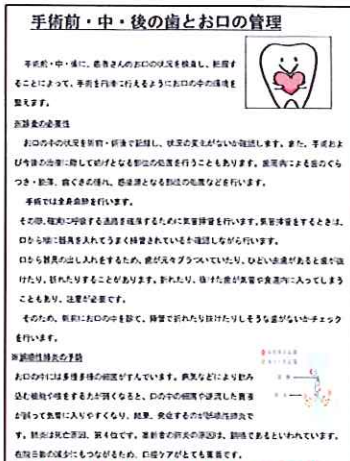 手術前・中・後の歯とお口の管理
手術前・中・後に、患者さんのお口の状況を検査し、把握す
ることによって、手術を円滑に行えるようにお口の中の環境を
整えます。
※検査の必要性
お口の中の状況を術前・術後で記録し、状況の変化がないか確認します。また、手術およ
び今後の治療に際して妨げとなる部位の処置を行うこともあります。歯周病による歯のぐら
つき・動揺、歯ぐきの腫れ、感染源となる部位の処置などを行います。
手術では全身麻酔を行います。
その際、確実に呼吸する通路を確保するために気管挿管を行います。気管挿管をするときは、
口から喉に器具を入れてうまく挿管されているか確認しながら行います。
口から器具の出し入れをするため、歯が元々グラついていたり、ひどい虫歯があると歯が抜
けたり、折れたりすることがあります。折れたり、抜けた歯が気管や食道内に入ってしまう
こともあり、注意が必要です。
そのため、術前にお口の中を診て、挿管で折れたり抜けたりしそうな歯がないかチェック
を行います。
※誤嚥性肺炎の予防
お口の中には多種多様の細菌がすんでいます。病気などにより飲み
込む機能や咳をする力が弱くなると、口の中の細菌や逆流した胃液
が誤って気管に入りやすくなり、結果、発症するのが誤嚥性肺炎で
す。肺炎は死亡原因、第4位です。高齢者の肺炎の原因は、誤嚥であるといわれています。
在院日数の減少にもつながるため、口腔ケアがとても重要です。